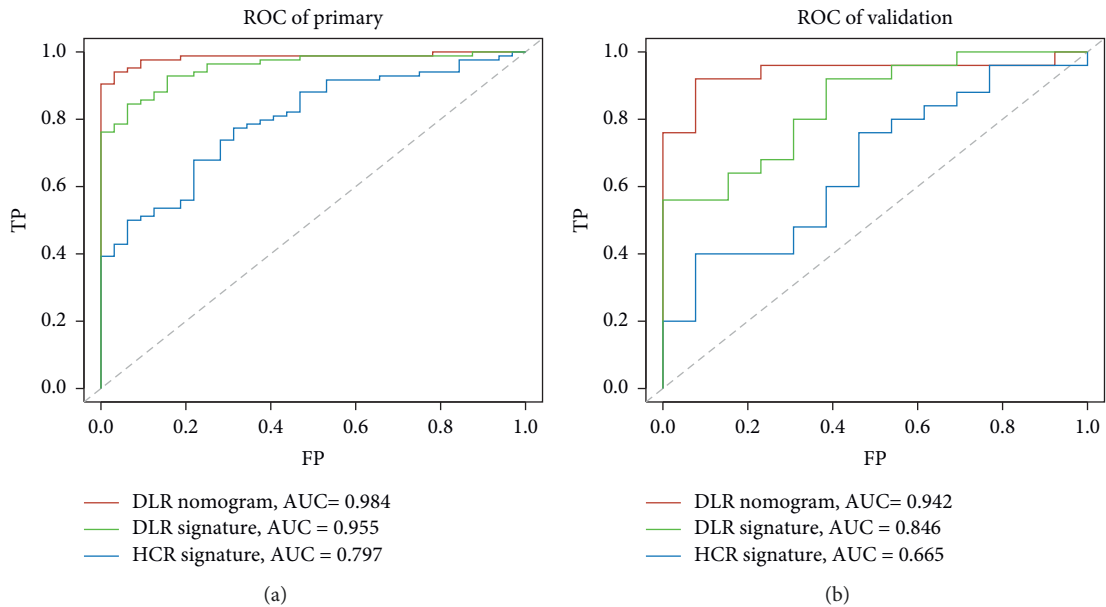 ROC of primary
1.0
0.8
0.6
0.4
0.2
0.0
TP
0.0 0.2 0.4 0.6 0.8 1.0
FP
DLR nomogram, AUC= 0.984
DLR signature, AUC = 0.955
HCR signature, AUC = 0.797
(a)
ROC of validation
1.0
0.8
0.6
0.4
0.2
0.0
TP
0.0 0.2 0.4 0.6 0.8 1.0
FP
DLR nomogram, AUC = 0.942
DLR signature, AUC = 0.846
HCR signature, AUC = 0.665
(b)